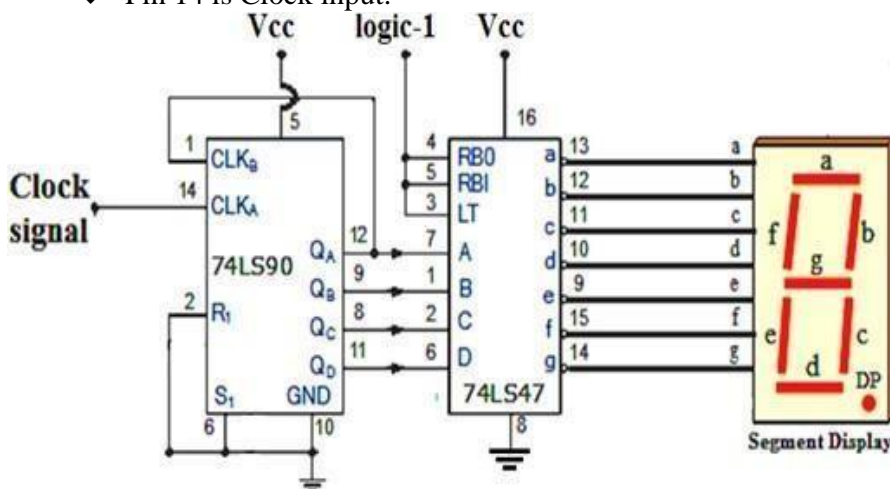 Pin 14 is Clock input.
Vcc logic-1 Vcc
5 16
1 CLKB
14 CLKA
Clock
signal
74LS90
QA 12
QB 9
QC 8
QD 11
2 R1
S1 GND
6 10
4 RB0
5 RBI
3 LT
7 A
1 B
2 C
6 D
74LS47
8
a 13 a
b 12 b
c 11 c
d 10 d
e 9 e
f 15 f
g 14 g
a
f b
g
e c
d DP
Segment Display